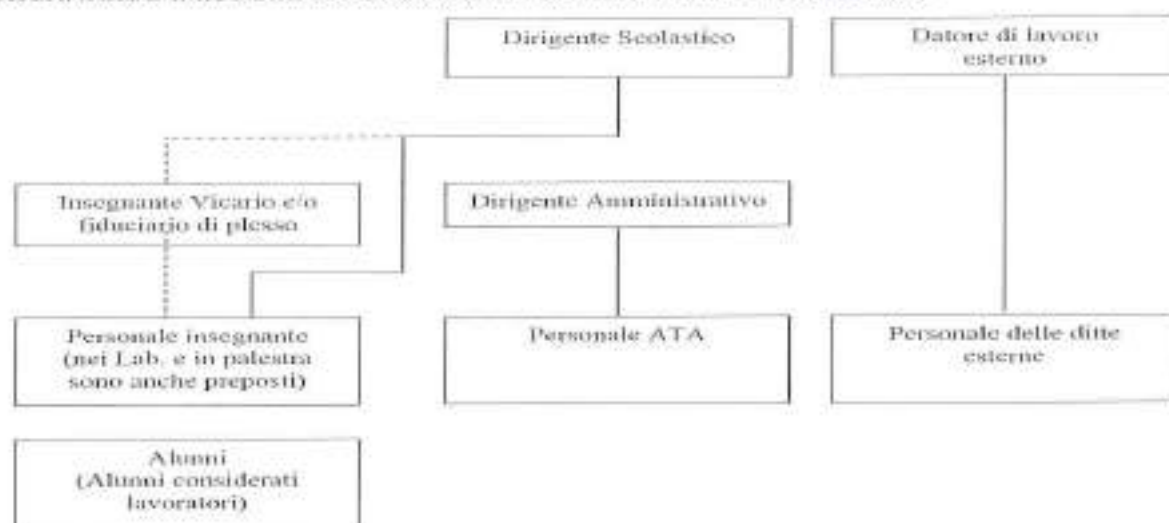 Dirigente Scolastico
Datore di lavoro
esterno
Insegnante Vicario e/o
fiduciario di plesso
Dirigente Amministrativo
Personale insegnante
(nei Lab. e in palestra
sono anche preposti)
Personale ATA
Personale delle ditte
esterne
Alunni
(Alunni considerati
lavoratori)